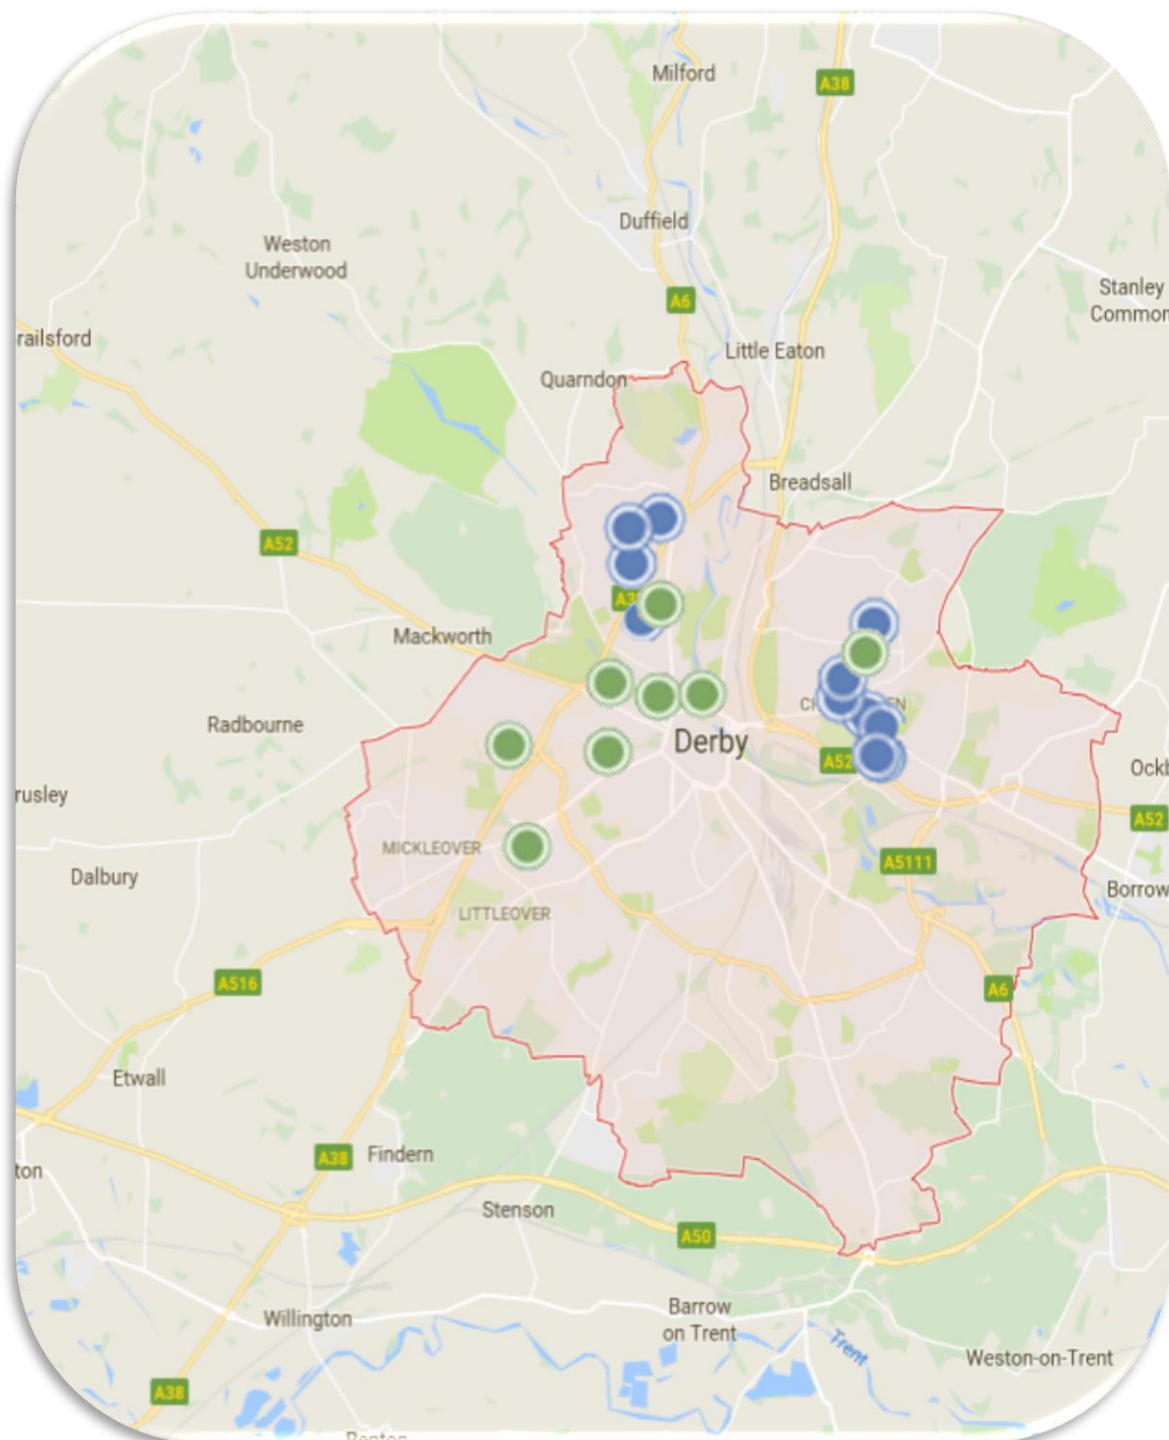 Milford
A38
Duffield
Weston
Underwood
Stanley
Common
A6
railsford
Little Eaton
Quarndon
Breadsall
A52
Mackworth
Radbourne
Derby
A52
Ockb
rusley
A52
MICKLEOVER
A5111
Dalbury
Borrow
LITTLEOVER
A516
A6
Etwall
Findern
A38
ton
Stenson
A50
Willington
Barrow
on Trent
Trent
Weston-on-Trent
A38